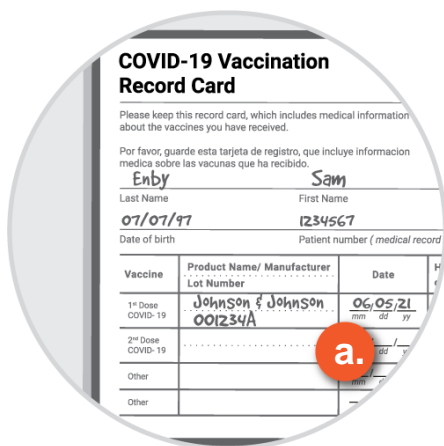 COVID-19 Vaccination
Record Card
Please keep this record card, which includes medical information
about the vaccines you have received.
Por favor, guarde esta tarjeta de registro, que incluye informacion
medica sobre las vacunas que ha recibido.
Enby Sam
Last Name First Name
07/07/97 1234567
Date of birth Patient number ( medical record
Vaccine Product Name/ Manufacturer Date
Lot Number
1st Dose Johnson & Johnson 06/05/21
COVID-19 001234A mm dd yy
2nd Dose
COVID-19 a. dd
Other
mm
Other